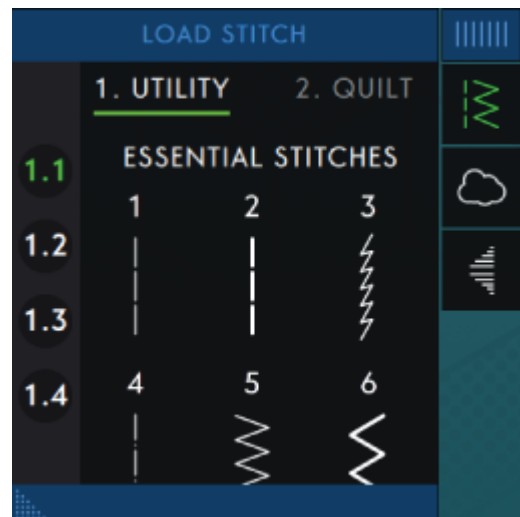 LOAD STITCH
1. UTILITY 2. QUILT
ESSENTIAL STITCHES
1.1
1 2 3
1.2
1.3
4 5 6
1.4